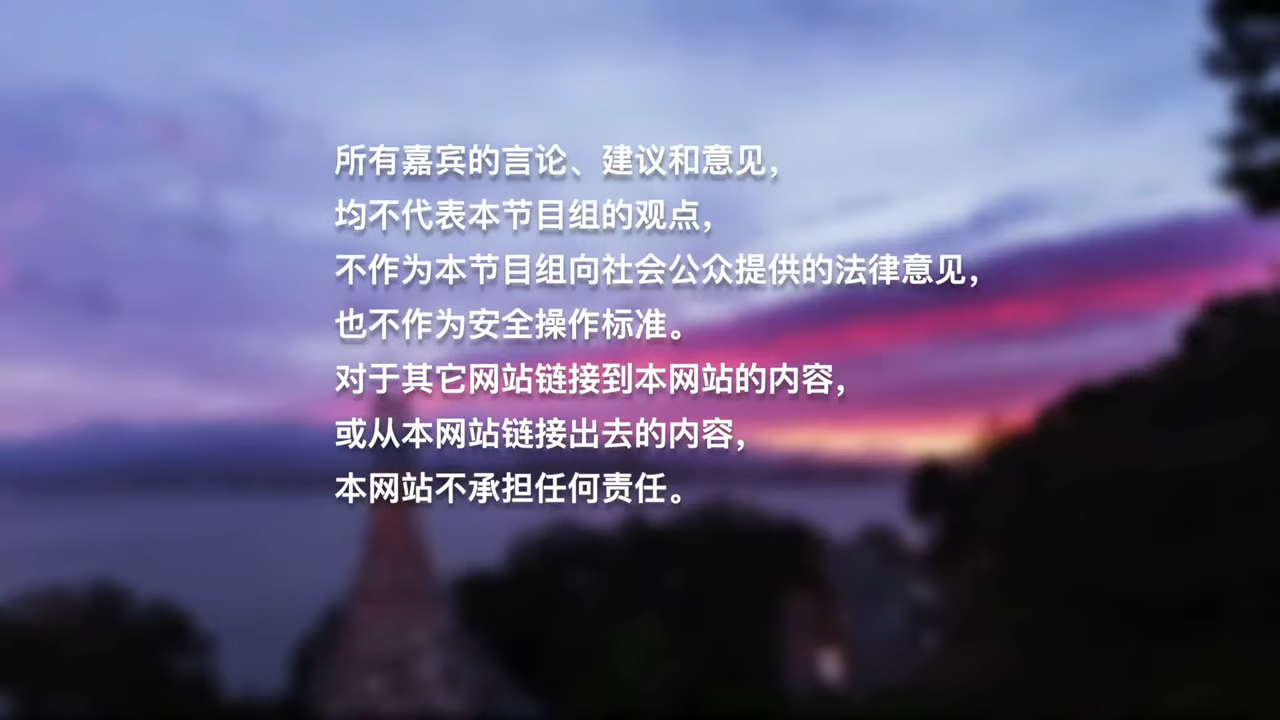 所有嘉宾的言论、建议和意见，
均不代表本节目组的观点，
不作为本节目组向社会公众提供的法律意见，
也不作为安全操作标准。
对于其它网站链接到本网站的内容，
或从本网站链接出去的内容，
本网站不承担任何责任。